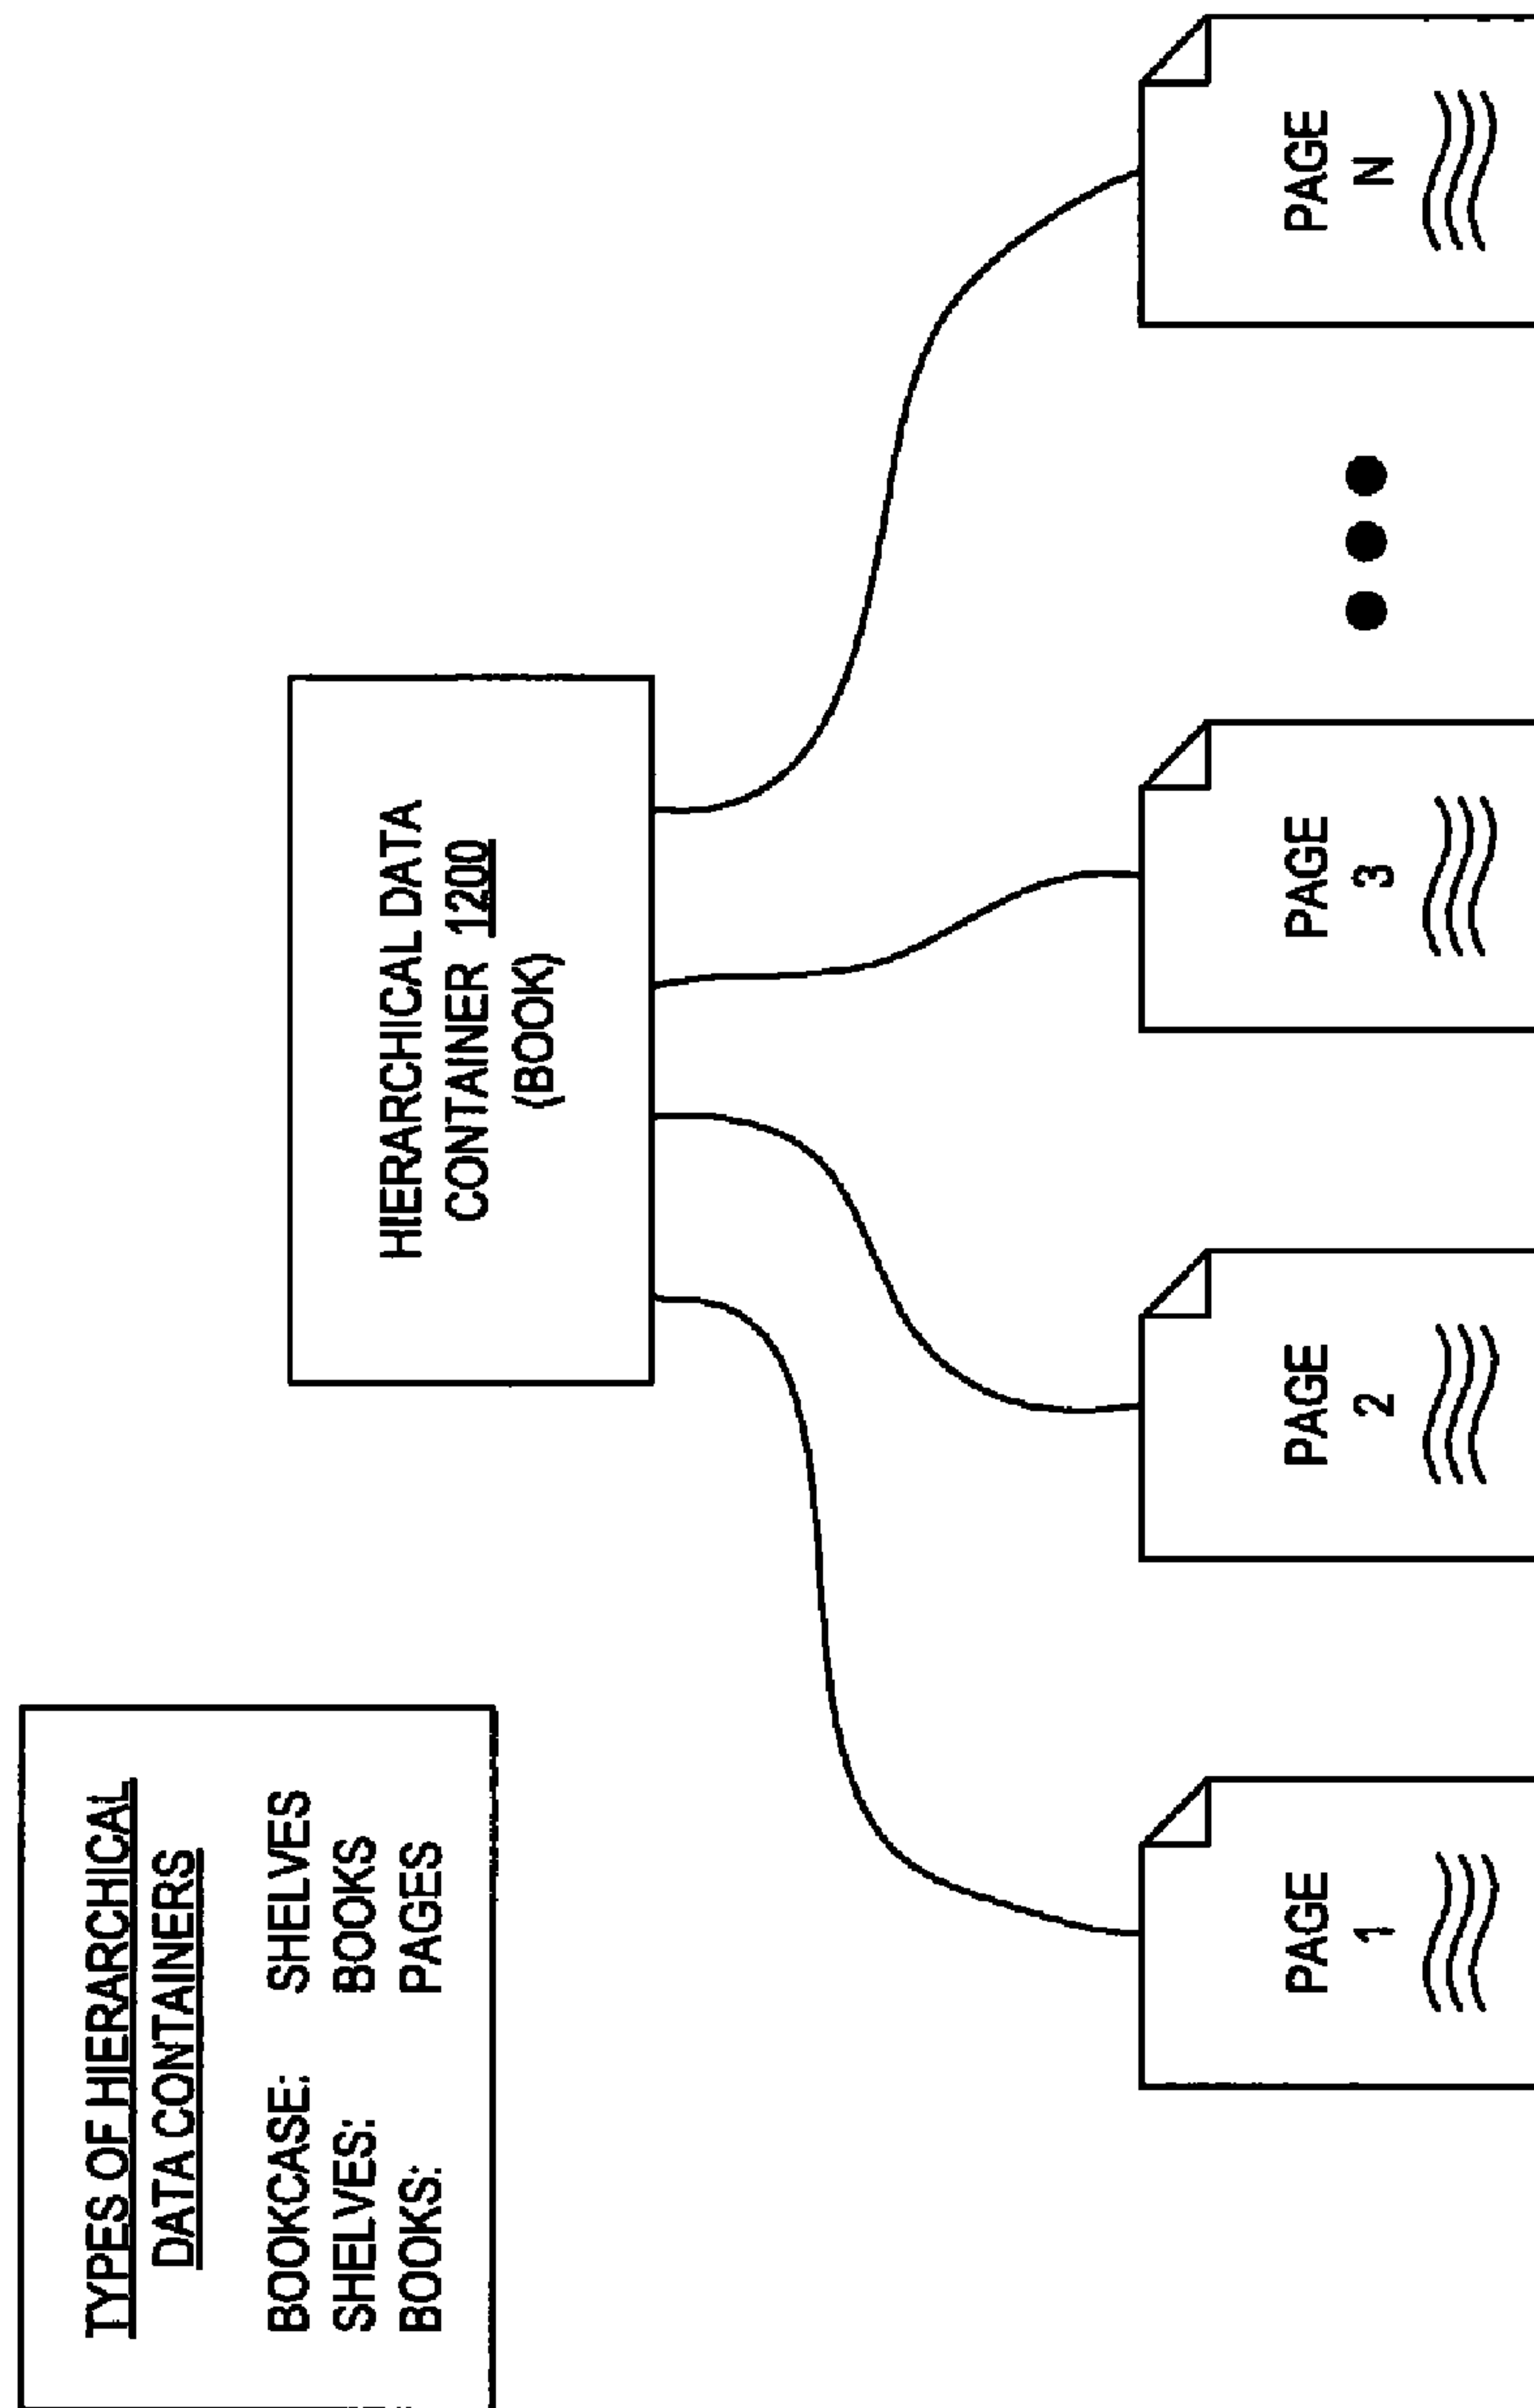 TYPES OF HIERARCHICAL
DATA CONTAINERS
BOOKCASE: SHELVES
SHELVES: BOOKS
BOOKS: PAGES
HIERARCHICAL DATA
CONTAINER 1200
(BOOK)
PAGE
1
PAGE
2
PAGE
3
PAGE
N